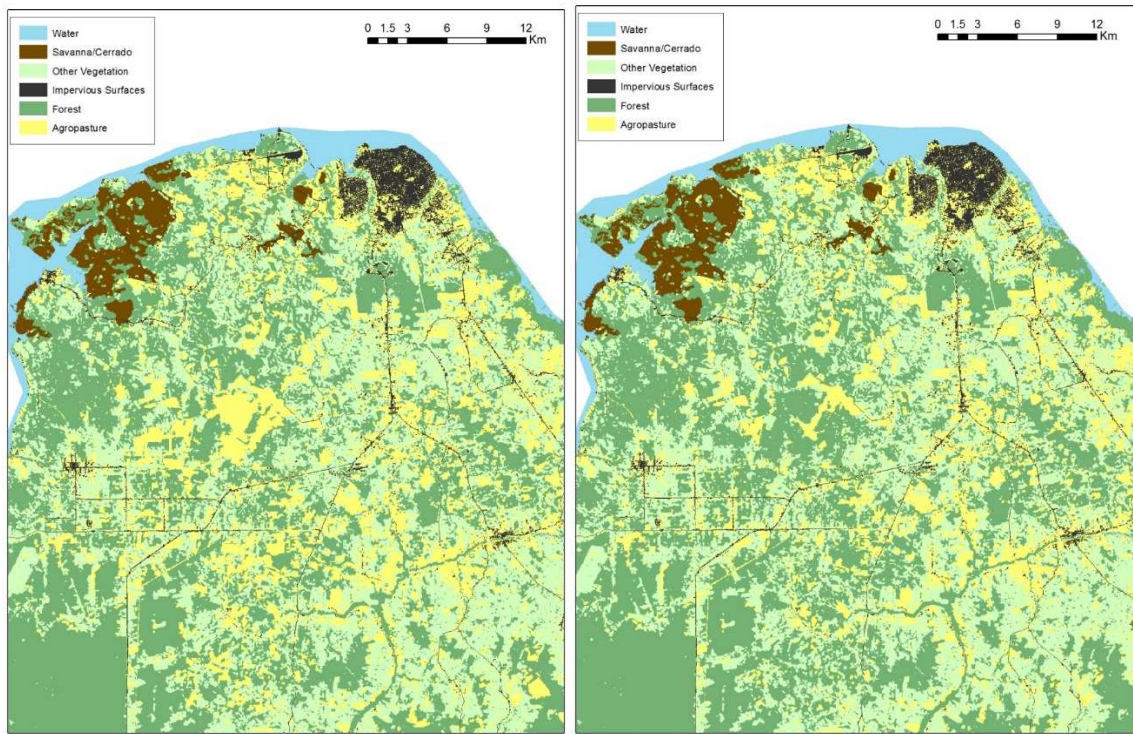 Water
Savanna/Cerrado
Other Vegetation
Impervious Surfaces
Forest
Agropasture
0 1.5 3 6 9 12
Km
Water
Savanna/Cerrado
Other Vegetation
Impervious Surfaces
Forest
Agropasture
0 1.5 3 6 9 12
Km